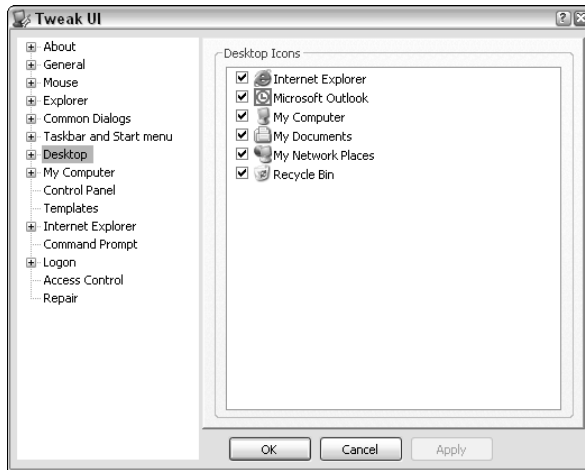 Tweak UI
About
General
Mouse
Explorer
Common Dialogs
Taskbar and Start menu
Desktop
My Computer
Control Panel
Templates
Internet Explorer
Command Prompt
Logon
Access Control
Repair
Desktop Icons
Internet Explorer
Microsoft Outlook
My Computer
My Documents
My Network Places
Recycle Bin
OK Cancel Apply